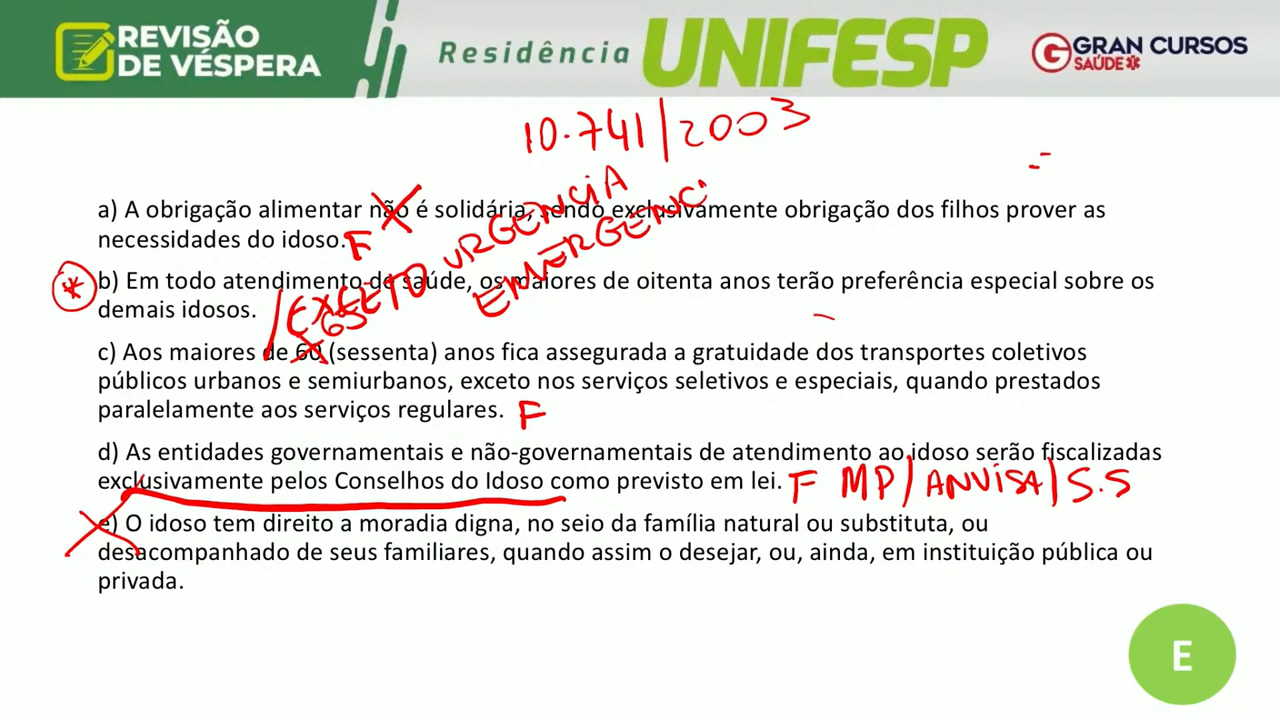 REVISÃO
DE VÉSPERA
Residência UNIFESP
GRAN CURSOS
SAÚDE
10.741/2003
a) A obrigação alimentar não é solidária, sendo exclusivamente obrigação dos filhos prover as
necessidades do idoso. F
EXCETO URGENCIA
EMERGENC
b) Em todo atendimento de saúde, os maiores de oitenta anos terão preferência especial sobre os
demais idosos.
65
c) Aos maiores de 60 (sessenta) anos fica assegurada a gratuidade dos transportes coletivos
públicos urbanos e semiurbanos, exceto nos serviços seletivos e especiais, quando prestados
paralelamente aos serviços regulares. F
d) As entidades governamentais e não-governamentais de atendimento ao idoso serão fiscalizadas
exclusivamente pelos Conselhos do Idoso como previsto em lei. F MP/ANVISA/S.S
e) O idoso tem direito a moradia digna, no seio da família natural ou substituta, ou
desacompanhado de seus familiares, quando assim o desejar, ou, ainda, em instituição pública ou
privada.
E